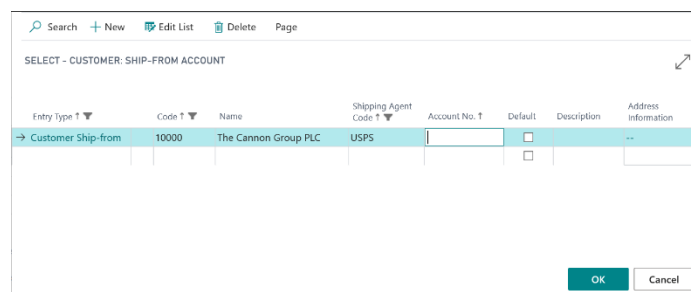 Search + New Edit List Delete Page
SELECT - CUSTOMER: SHIP-FROM ACCOUNT
Entry Type ↑ Code ↑ Name Shipping Agent Code ↑ Account No. ↑ Default Description Address Information
→ Customer Ship-from 10000 The Cannon Group PLC USPS --
OK Cancel